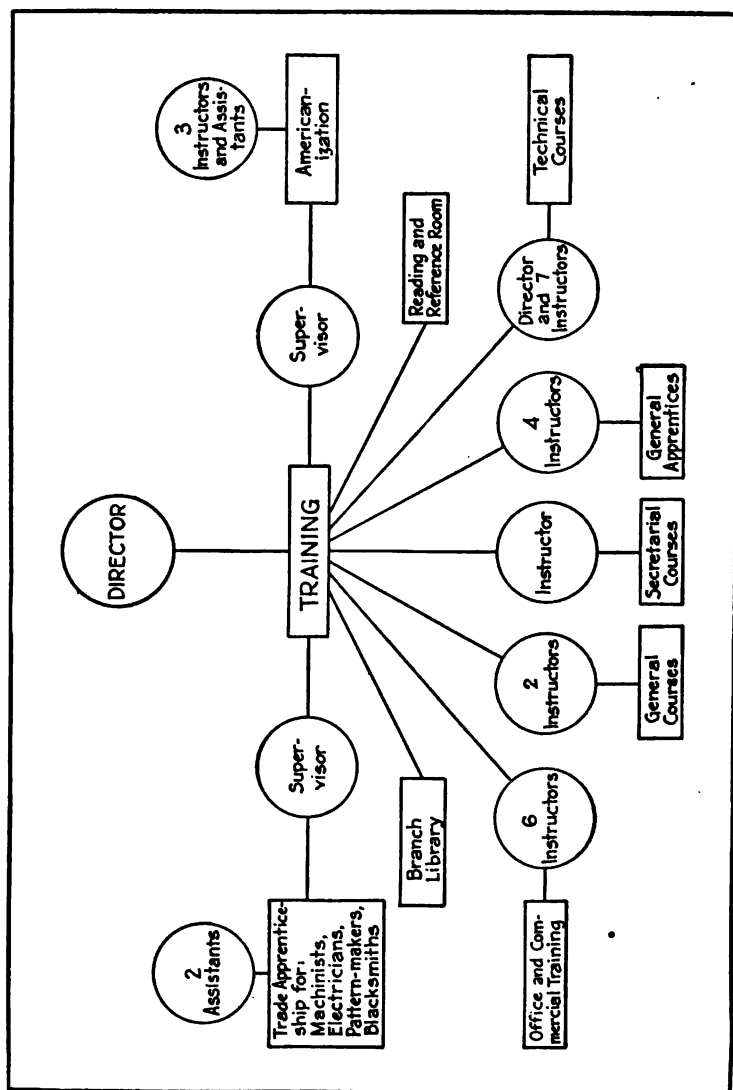 DIRECTOR
TRAINING
Super-
visor
2
Assistants
Trade Apprentice-
ship for:
Machinists,
Electricians,
Pattern-makers,
Blacksmiths
Super-
visor
3
Instructors
and Assis-
tants
American-
ization
Branch
Library
Reading and
Reference Room
6
Instructors
Office and Com-
mercial Training
2
Instructors
General
Courses
Instructor
Secretarial
Courses
4
Instructors
General
Apprentices
Director
and 7
Instructors
Technical
Courses